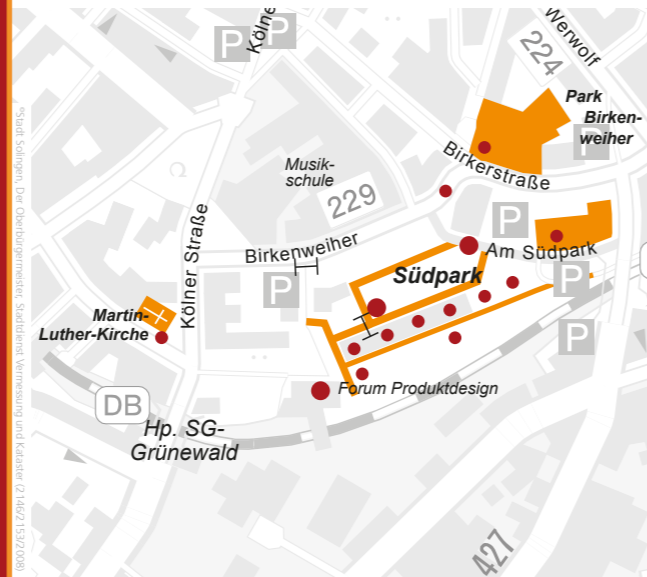 P
P
Kölne
Werwolf
224
Park
Birken-
weiher
P
Birkerstraße
Musik-
schule
229
P
Birkenweiher
Am Südpark
Südpark
P
P
Kölner Straße
Martin-
Luther-Kirche
P
Forum Produktdesign
DB
Hp. SG-
Grünewald
427
©Stadt Solingen, Der Oberbürgermeister, Stadtdienst Vermessung und Kataster (2146/2153/2008)